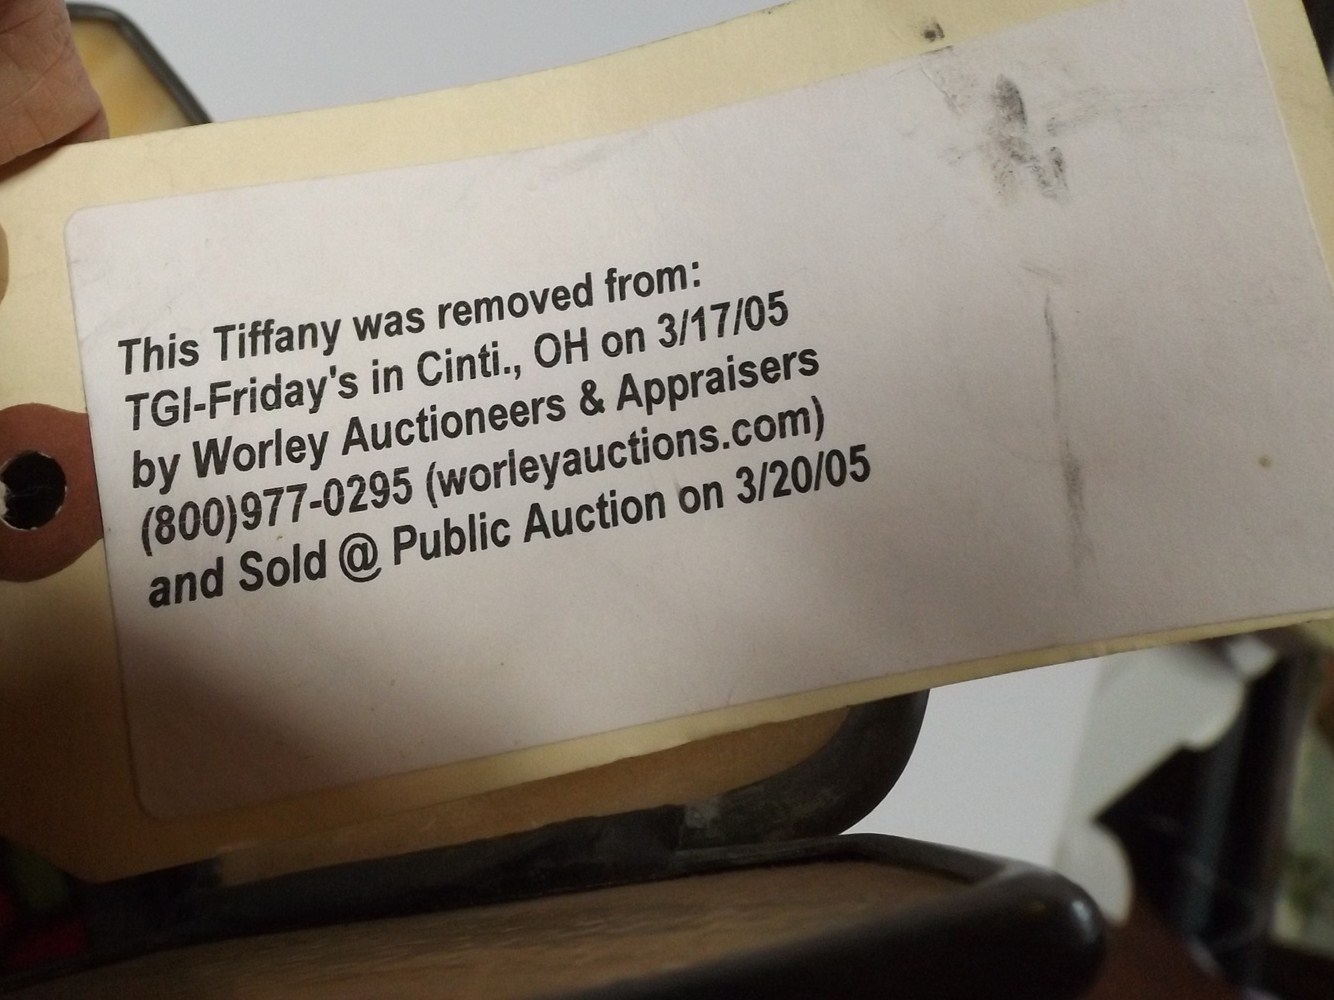 This Tiffany was removed from:
TGI-Friday's in Cinti., OH on 3/17/05
by Worley Auctioneers & Appraisers
(800)977-0295 (worleyauctions.com)
and Sold @ Public Auction on 3/20/05